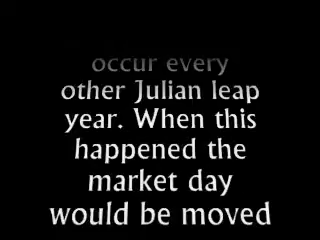 occur every
other Julian leap
year. When this
happened the
market day
would be moved